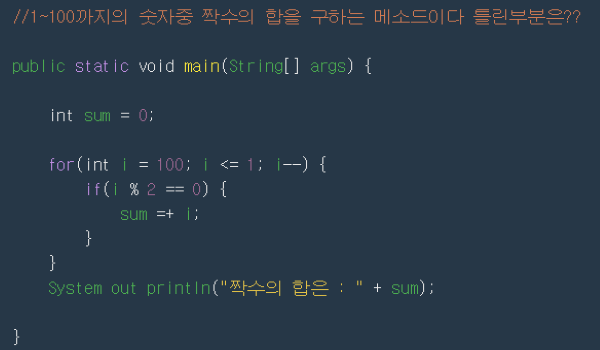 //1~100까지의 숫자중 짝수의 합을 구하는 메소드이다 틀린부분은??
public static void main(String[] args) {
int sum = 0;
for(int i = 100; i <= 1; i--) {
if(i % 2 == 0) {
sum =+ i;
}
}
System out println("짝수의 합은 : " + sum);
}